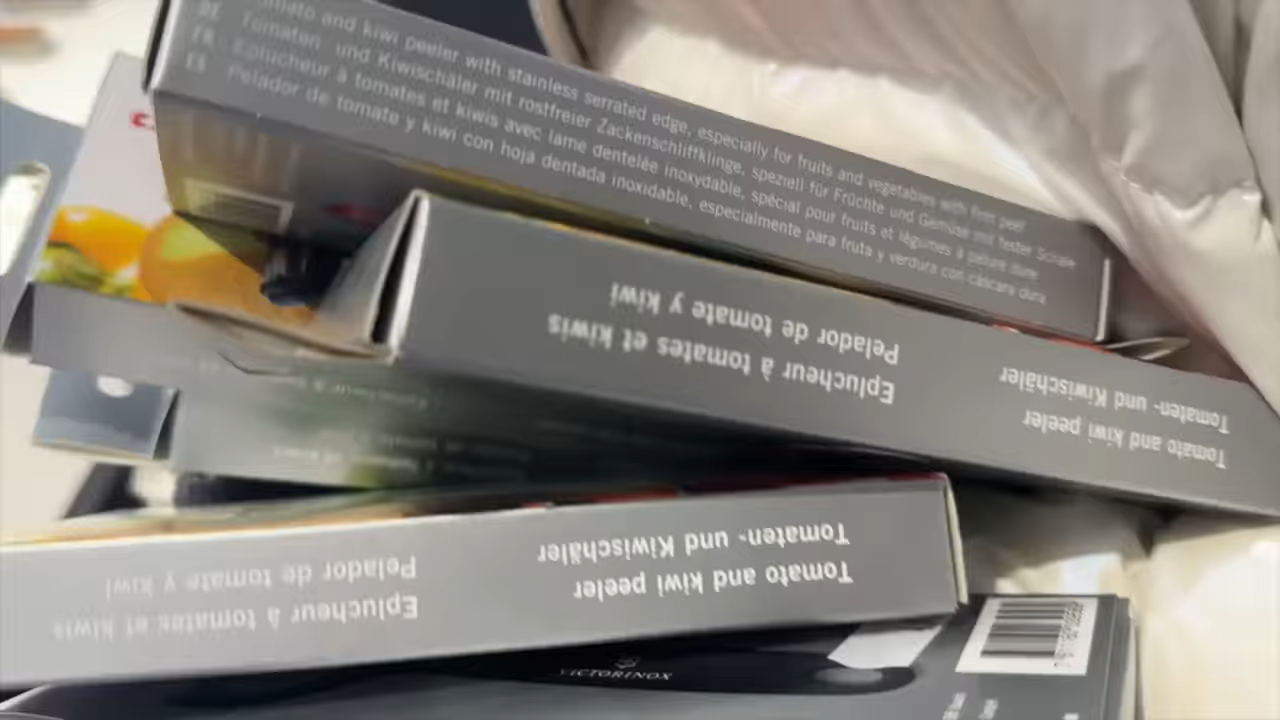 Tomato and kiwi peeler with stainless serrated edge, especially for fruits and vegetables with firm peel
DE Tomaten- und Kiwischäler mit rostfreier Zackenschliffklinge, speziell für Früchte und Gemüse mit fester Schale
FR Eplucheur à tomates et kiwis avec lame dentelée inoxydable, spécial pour fruits et légumes à pelure dure
ES Pelador de tomate y kiwi con hoja dentada inoxidable, especialmente para fruta y verdura con cáscara dura
Tomato and kiwi peeler
Tomaten- und Kiwischäler
Eplucheur à tomates et kiwis
Pelador de tomate y kiwi
Tomato and kiwi peeler
Tomaten- und Kiwischäler
Eplucheur à tomates et kiwis
Pelador de tomate y kiwi
VICTORINOX